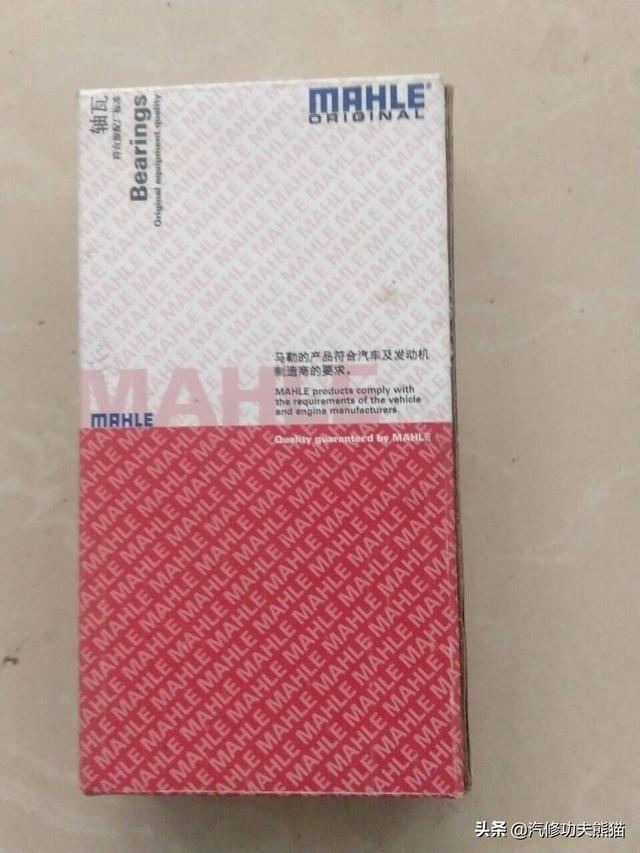 MAHLE®
ORIGINAL
轴瓦
符合原配厂标准
Bearings
Original equipment quality
马勒的产品符合汽车及发动机
制造商的要求。
MAHLE products comply with
the requirements of the vehicle
and engine manufacturers.
MAHLE
MAHLE
Quality guaranteed by MAHLE
头条 @汽修功夫熊猫